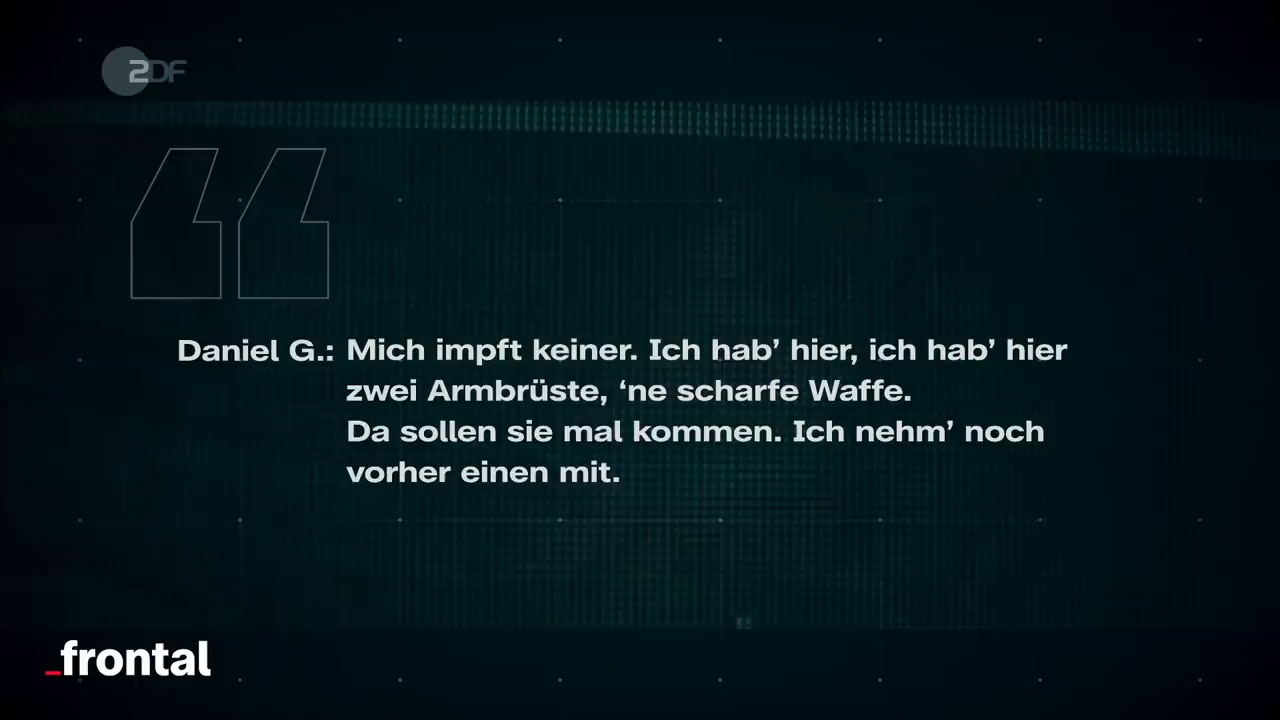 ZDF
Daniel G.: Mich impft keiner. Ich hab’ hier, ich hab’ hier
zwei Armbrüste, ‘ne scharfe Waffe.
Da sollen sie mal kommen. Ich nehm’ noch
vorher einen mit.
_frontal